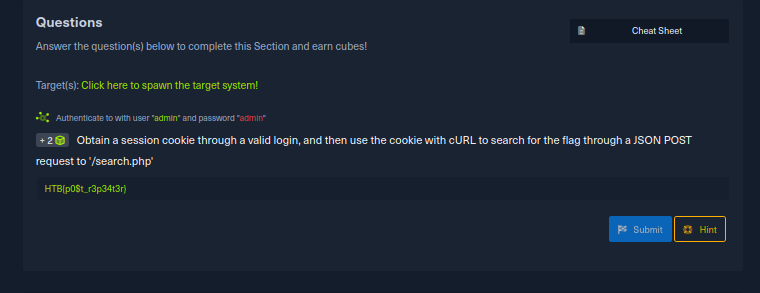 Questions
Cheat Sheet
Answer the question(s) below to complete this Section and earn cubes!
Target(s): Click here to spawn the target system!
Authenticate to with user "admin" and password "admin"
+ 2 Obtain a session cookie through a valid login, and then use the cookie with cURL to search for the flag through a JSON POST
request to '/search.php'
HTB{p0$t_r3p34t3r}
Submit
Hint